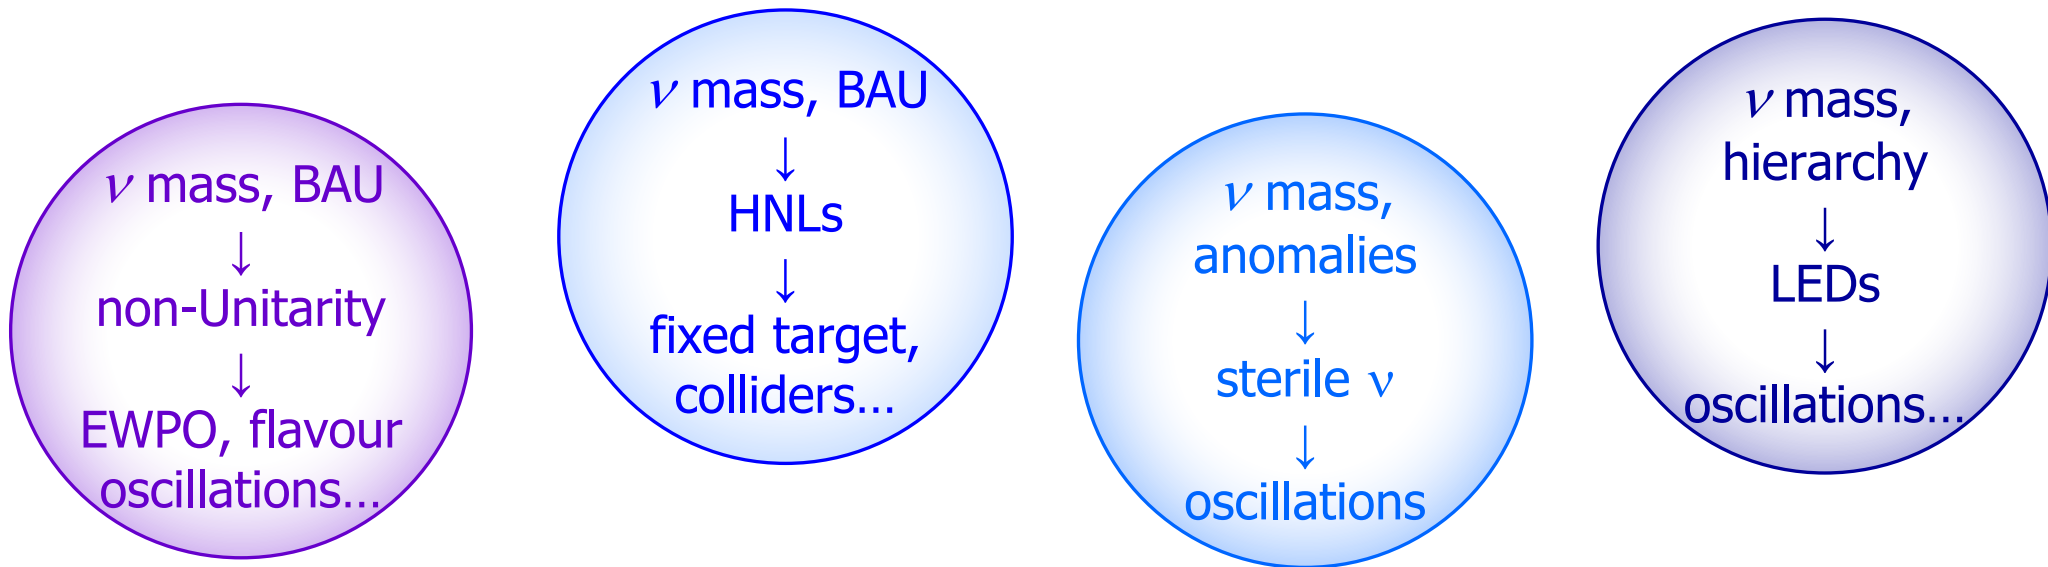 ν mass, BAU
↓
non-Unitarity
↓
EWPO, flavour
oscillations...
ν mass, BAU
↓
HNLs
↓
fixed target,
colliders...
ν mass,
anomalies
↓
sterile ν
↓
oscillations
ν mass,
hierarchy
↓
LEDs
↓
oscillations...